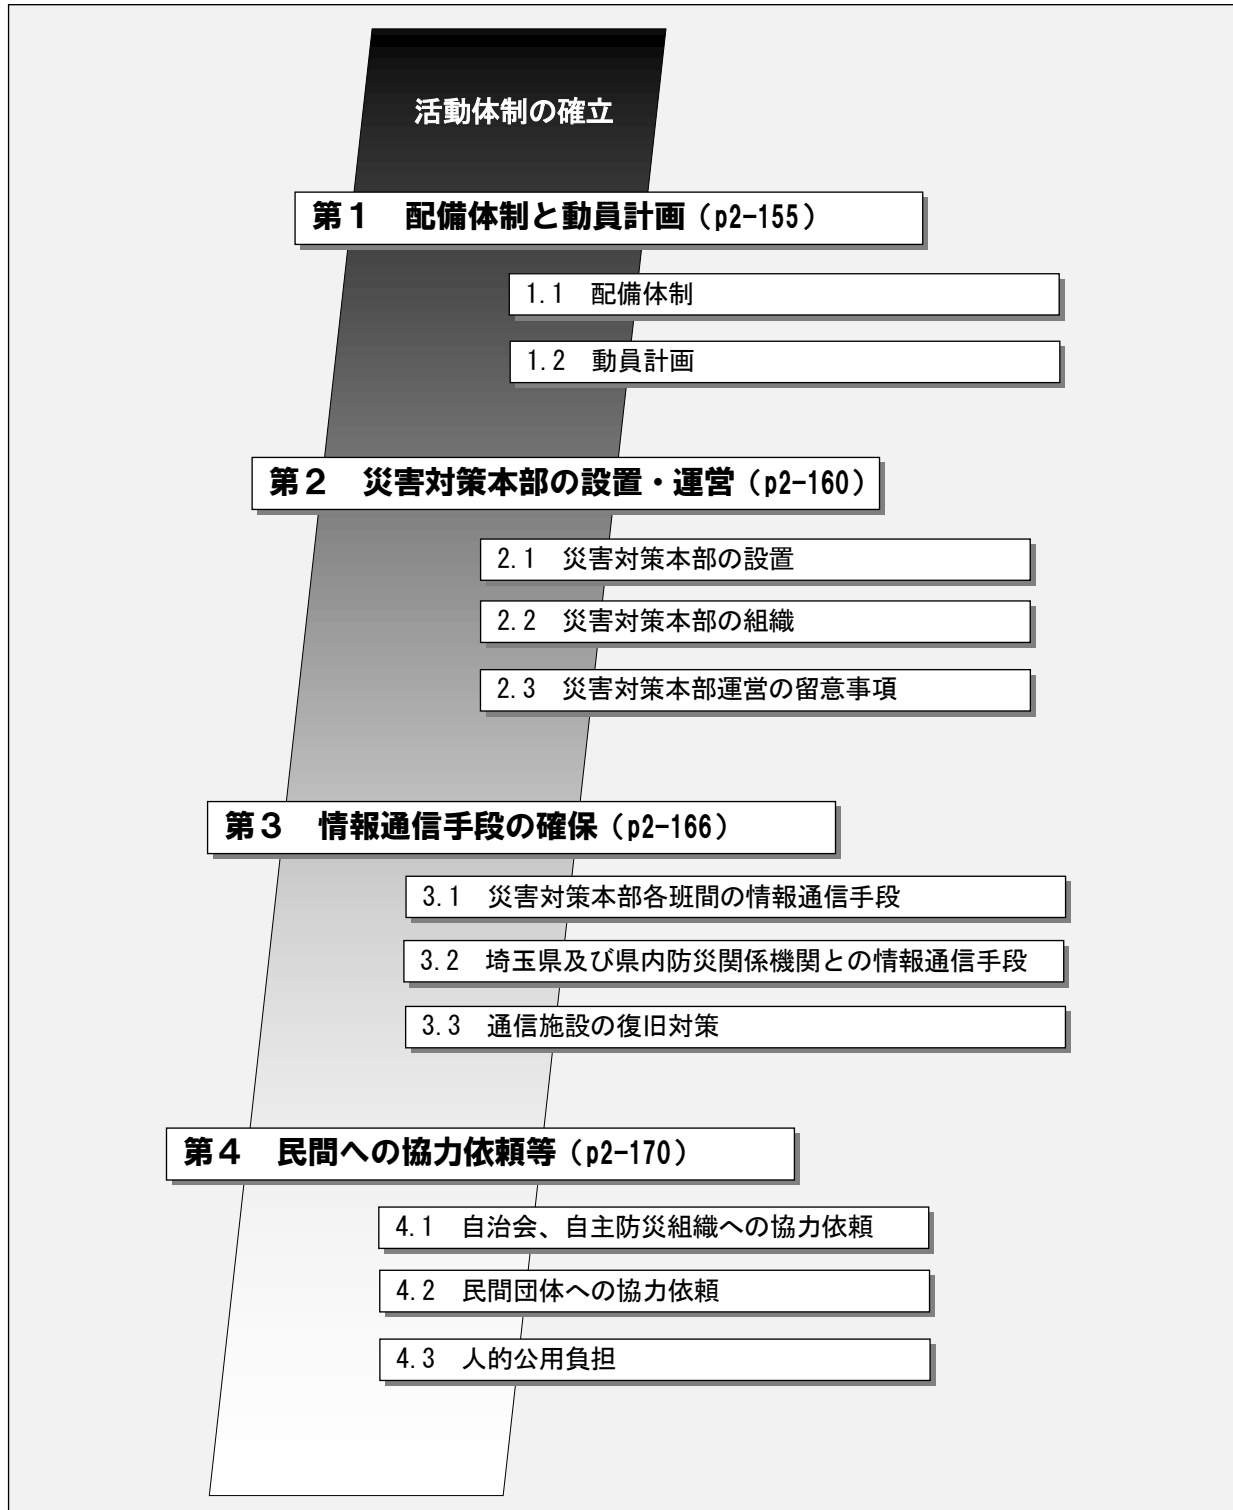 活動体制の確立
第１　配備体制と動員計画（p2-155）
1.1　配備体制
1.2　動員計画
第２　災害対策本部の設置・運営（p2-160）
2.1　災害対策本部の設置
2.2　災害対策本部の組織
2.3　災害対策本部運営の留意事項
第３　情報通信手段の確保（p2-166）
3.1　災害対策本部各班間の情報通信手段
3.2　埼玉県及び県内防災関係機関との情報通信手段
3.3　通信施設の復旧対策
第４　民間への協力依頼等（p2-170）
4.1　自治会、自主防災組織への協力依頼
4.2　民間団体への協力依頼
4.3　人的公用負担